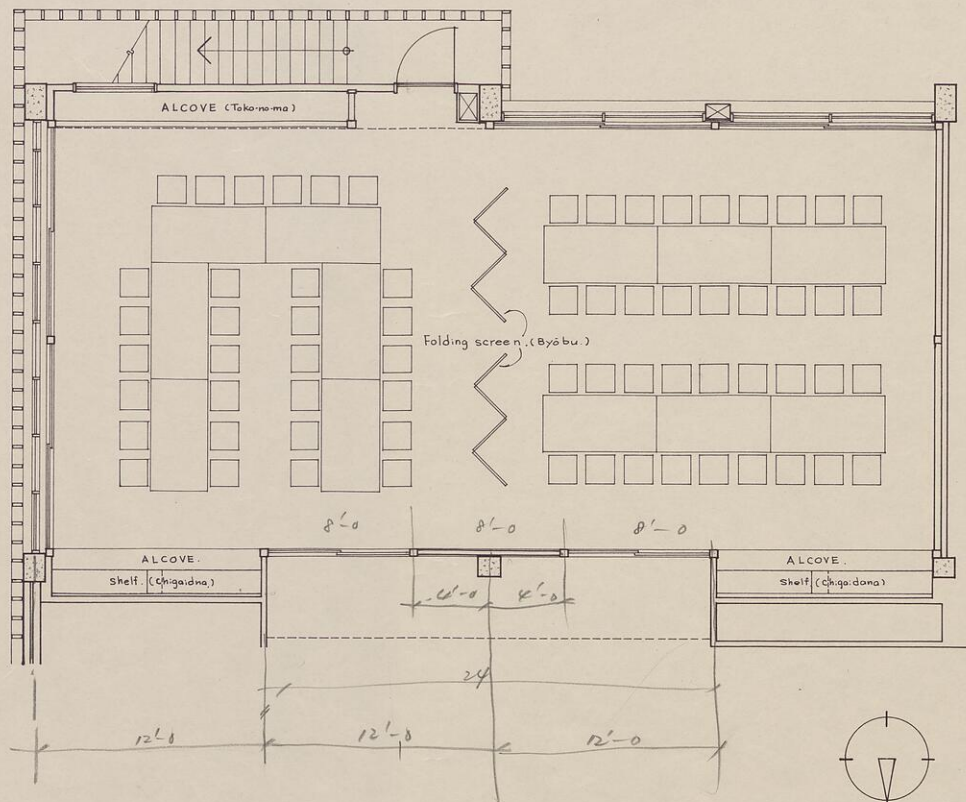 ALCOVE (Toko-no-ma)
Folding screen. (Byōbu.)
8'-0 8'-0 8'-0
ALCOVE. ALCOVE.
Shelf. (Chigaidna) Shelf (Chigaidana)
4'-0 4'-0
24
12'-0 12'-0 12'-0